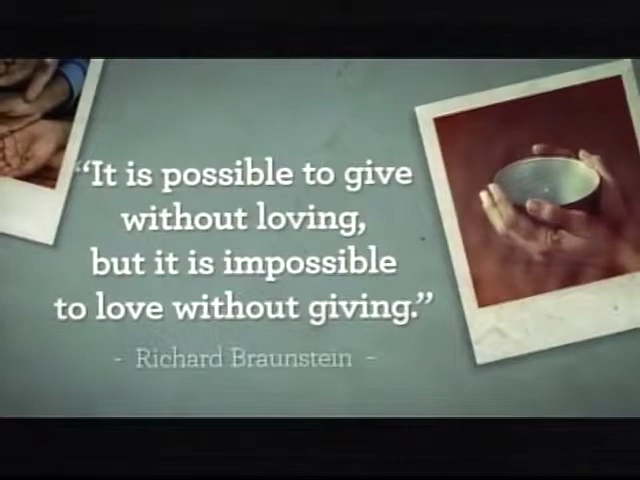 “It is possible to give
without loving,
but it is impossible
to love without giving.”
- Richard Braunstein -